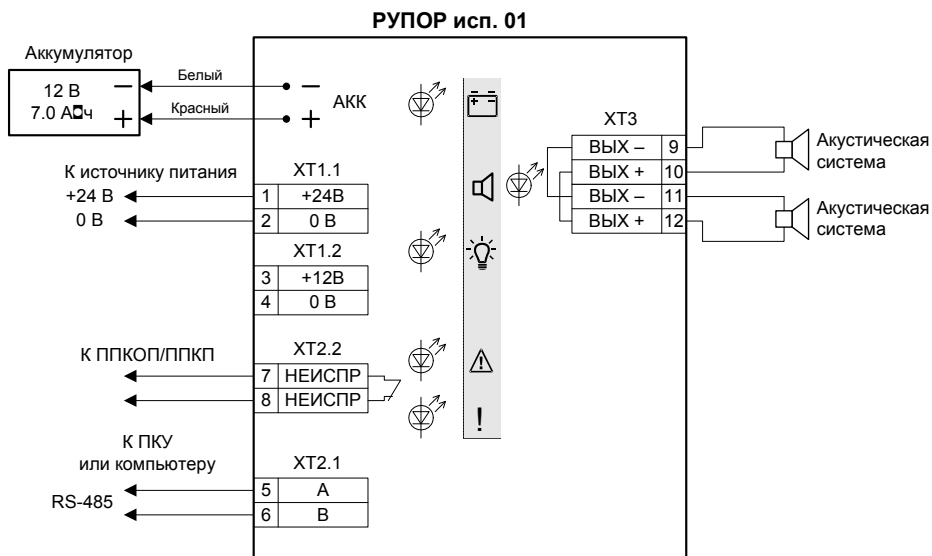 РУПОР исп. 01
Аккумулятор
12 В
7.0 А◘ч
–
+
Белый
Красный
–
+
АКК
К источнику питания
+24 В
0 В
XT1.1
1 +24В
2 0 В
XT1.2
3 +12В
4 0 В
К ППКОП/ППКП
XT2.2
7 НЕИСПР
8 НЕИСПР
К ПКУ
или компьютеру
RS-485
XT2.1
5 A
6 B
!
XT3
ВЫХ – 9
ВЫХ + 10
ВЫХ – 11
ВЫХ + 12
Акустическая
система
Акустическая
система